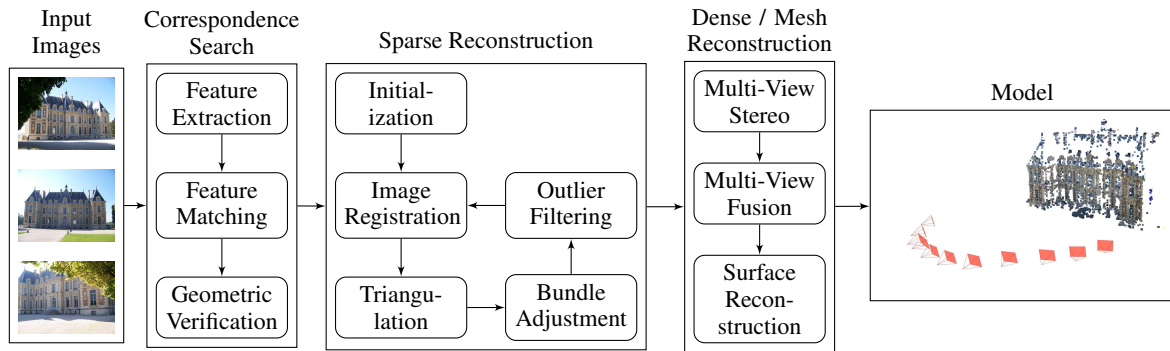 Input
Images
Correspondence
Search
Feature
Extraction
Feature
Matching
Geometric
Verification
Sparse Reconstruction
Initial-
ization
Image
Registration
Triangu-
lation
Outlier
Filtering
Bundle
Adjustment
Dense / Mesh
Reconstruction
Multi-View
Stereo
Multi-View
Fusion
Surface
Recon-
struction
Model